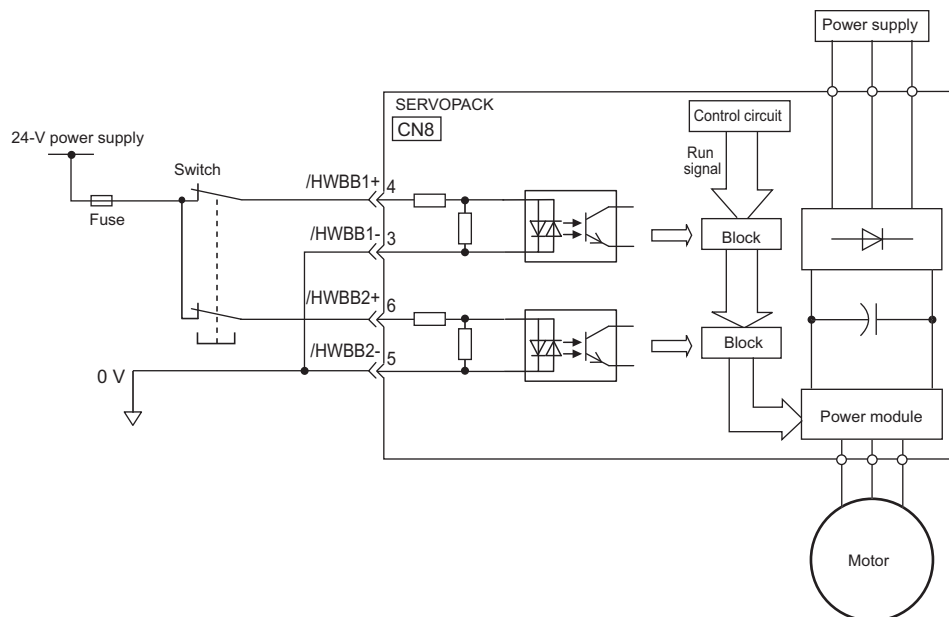 Power supply
SERVOPACK
CN8
Control circuit
24-V power supply
Run
signal
Switch
/HWBB1+
4
Fuse
/HWBB1-
3
Block
/HWBB2+
6
Block
/HWBB2-
5
0 V
Power module
Motor